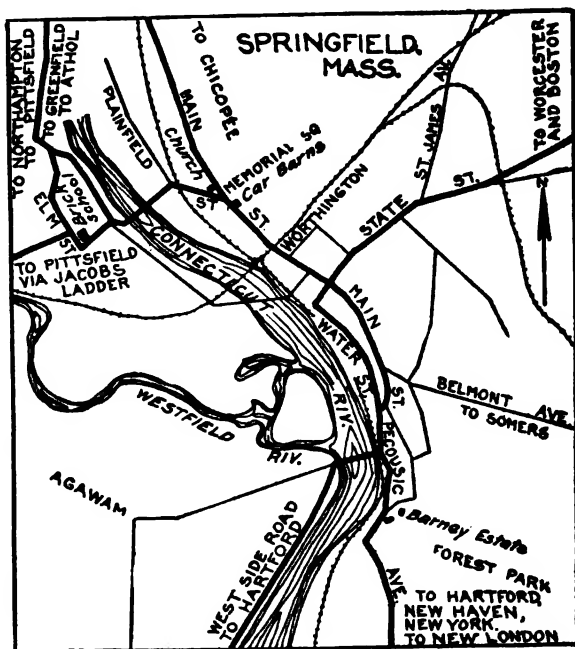 SPRINGFIELD,
MASS.
TO NORTHAMPTON
TO PITTSFIELD
TO GREENFIELD
TO ATHOL
PLAINFIELD
ST.
Church
TO CHICOPEE
MAIN
ST.
MEMORIAL SQ
Car Barns
WORTHINGTON
AV.
ST JAMES
TO WORCESTER
AND BOSTON
STATE
ST.
N
ELM
ST.
Brick
School
TO PITTSFIELD
VIA JACOBS
LADDER
CONNECTICUT
RIV.
WATER
ST.
MAIN
ST.
BELMONT
AVE.
TO SOMERS
WESTFIELD
RIV.
AGAWAM
PECOUSIC
AVE.
Barney Estate
FOREST PARK
WEST SIDE ROAD
TO HARTFORD
TO HARTFORD,
NEW HAVEN,
NEW YORK.
TO NEW LONDON